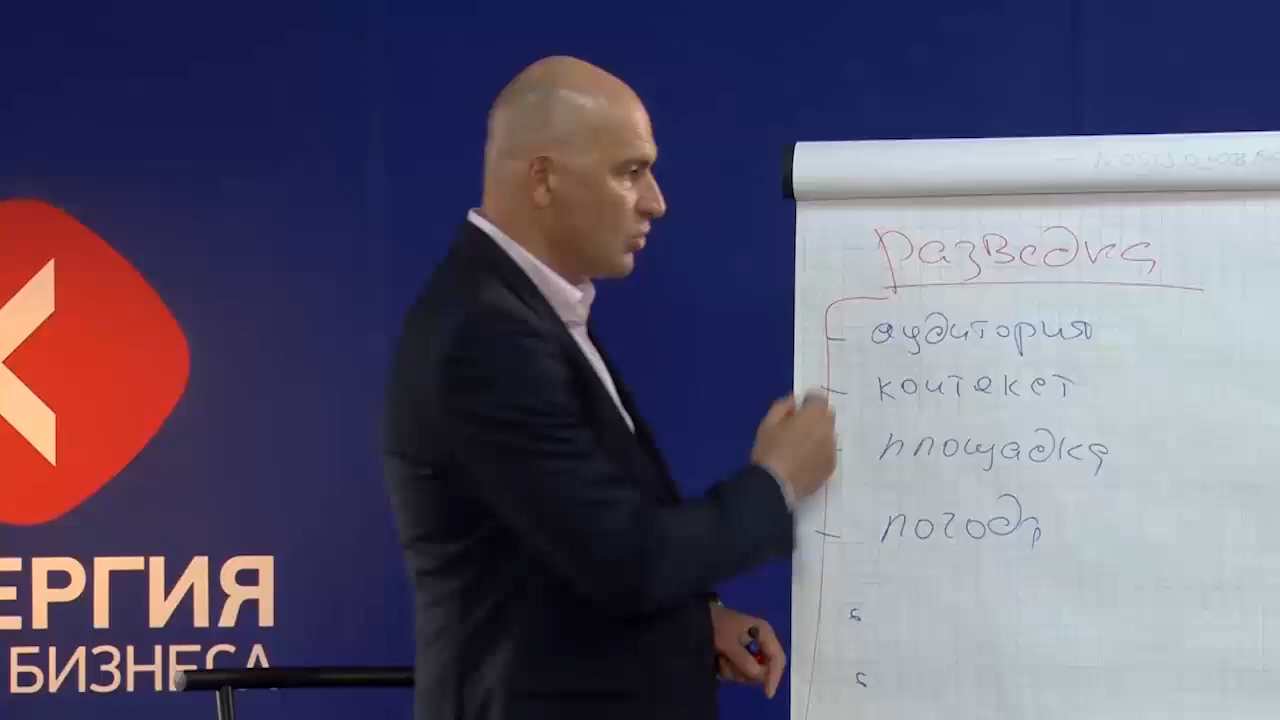 разведка
аудитория
контекст
площадка
погода
ЕРГИЯ
БИЗНЕСА